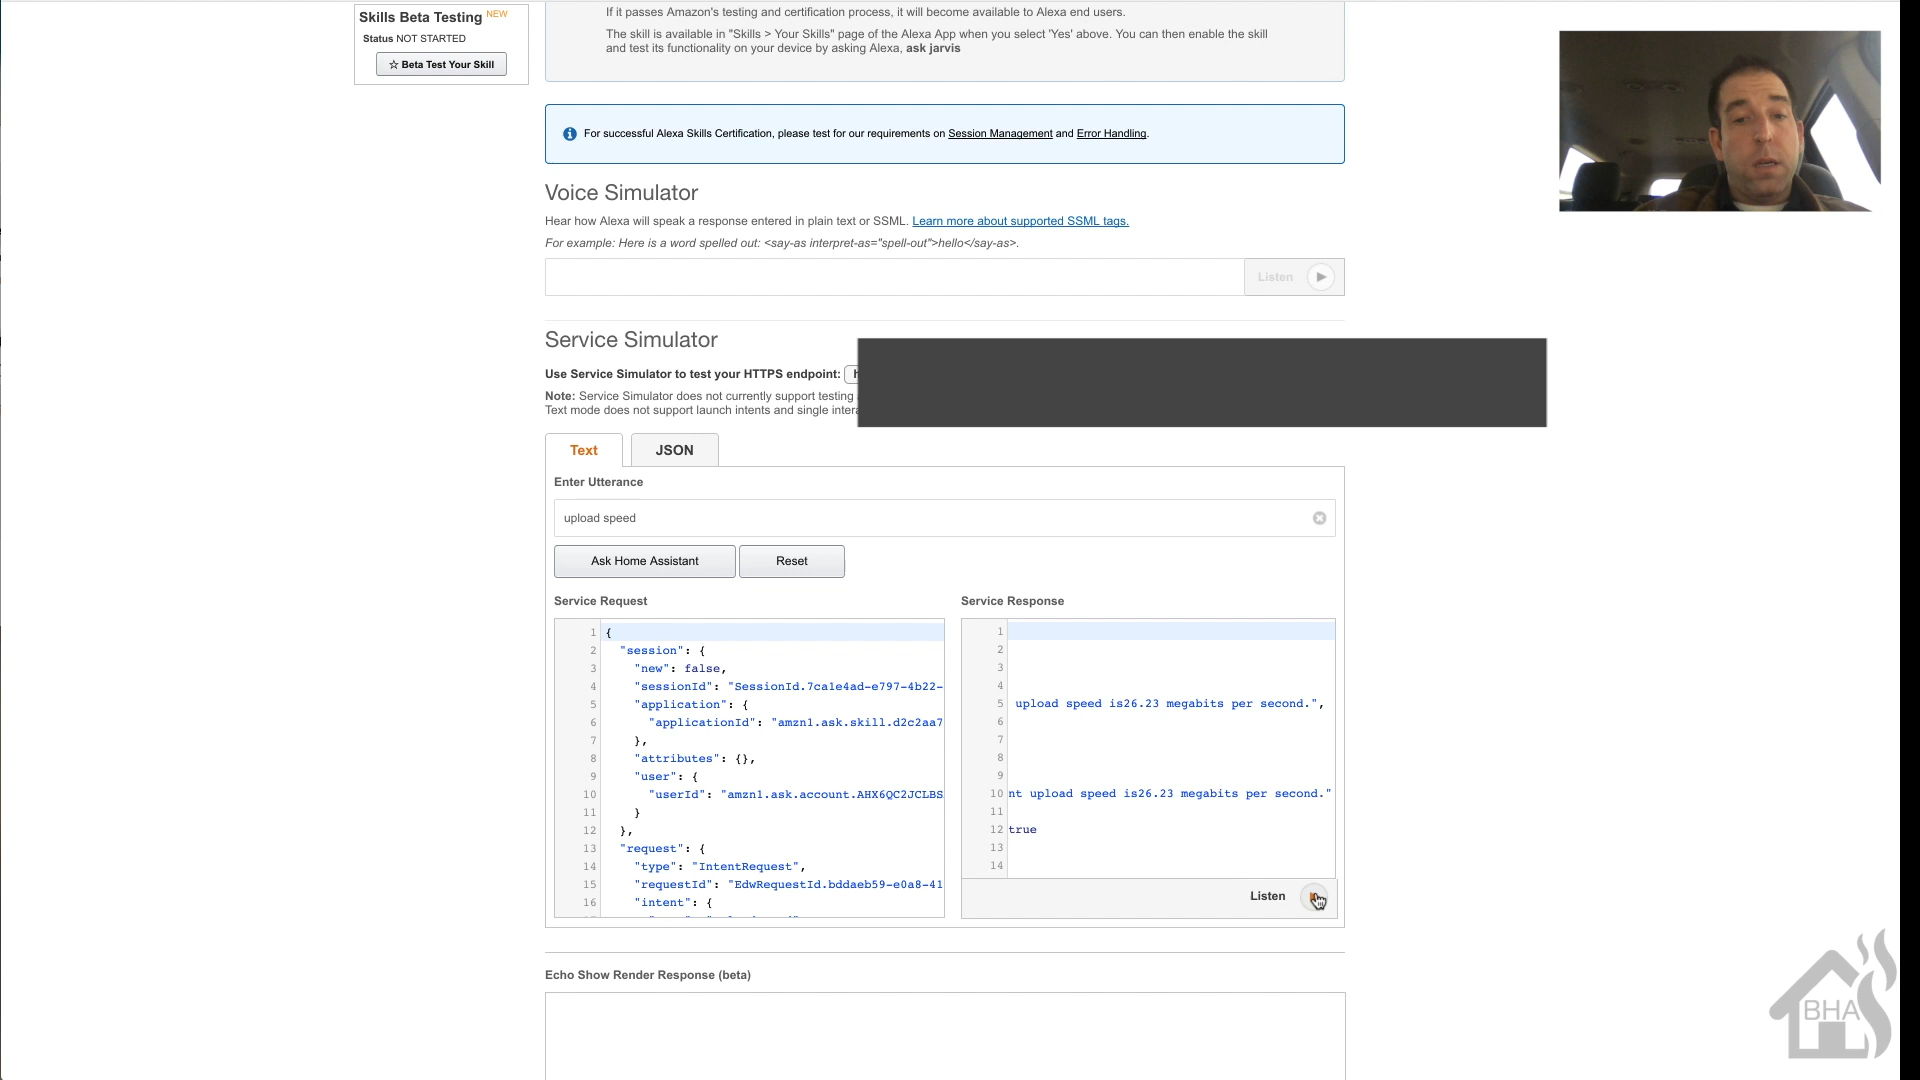 Skills Beta Testing NEW
Status NOT STARTED
☆ Beta Test Your Skill
If it passes Amazon's testing and certification process, it will become available to Alexa end users.
The skill is available in "Skills > Your Skills" page of the Alexa App when you select 'Yes' above. You can then enable the skill
and test its functionality on your device by asking Alexa, ask jarvis
For successful Alexa Skills Certification, please test for our requirements on Session Management and Error Handling.
Voice Simulator
Hear how Alexa will speak a response entered in plain text or SSML. Learn more about supported SSML tags.
For example: Here is a word spelled out: <say-as interpret-as="spell-out">hello</say-as>.
Listen
Service Simulator
Use Service Simulator to test your HTTPS endpoint:
Note: Service Simulator does not currently support testing
Text mode does not support launch intents and single
Text JSON
Enter Utterance
upload speed
Ask Home Assistant Reset
Service Request
1 {
2 "session": {
3 "new": false,
4 "sessionId": "SessionId.7ca1e4ad-e797-4b22-
5 "application": {
6 "applicationId": "amzn1.ask.skill.d2c2aa7
7 },
8 "attributes": {},
9 "user": {
10 "userId": "amzn1.ask.account.AHX6QC2JCLBS
11 }
12 },
13 "request": {
14 "type": "IntentRequest",
15 "requestId": "EdwRequestId.bddaeb59-e0a8-41
16 "intent": {
Service Response
1
2
3
4
5 upload speed is26.23 megabits per second.",
6
7
8
9
10 nt upload speed is26.23 megabits per second."
11
12 true
13
14
Listen
Echo Show Render Response (beta)
BHA